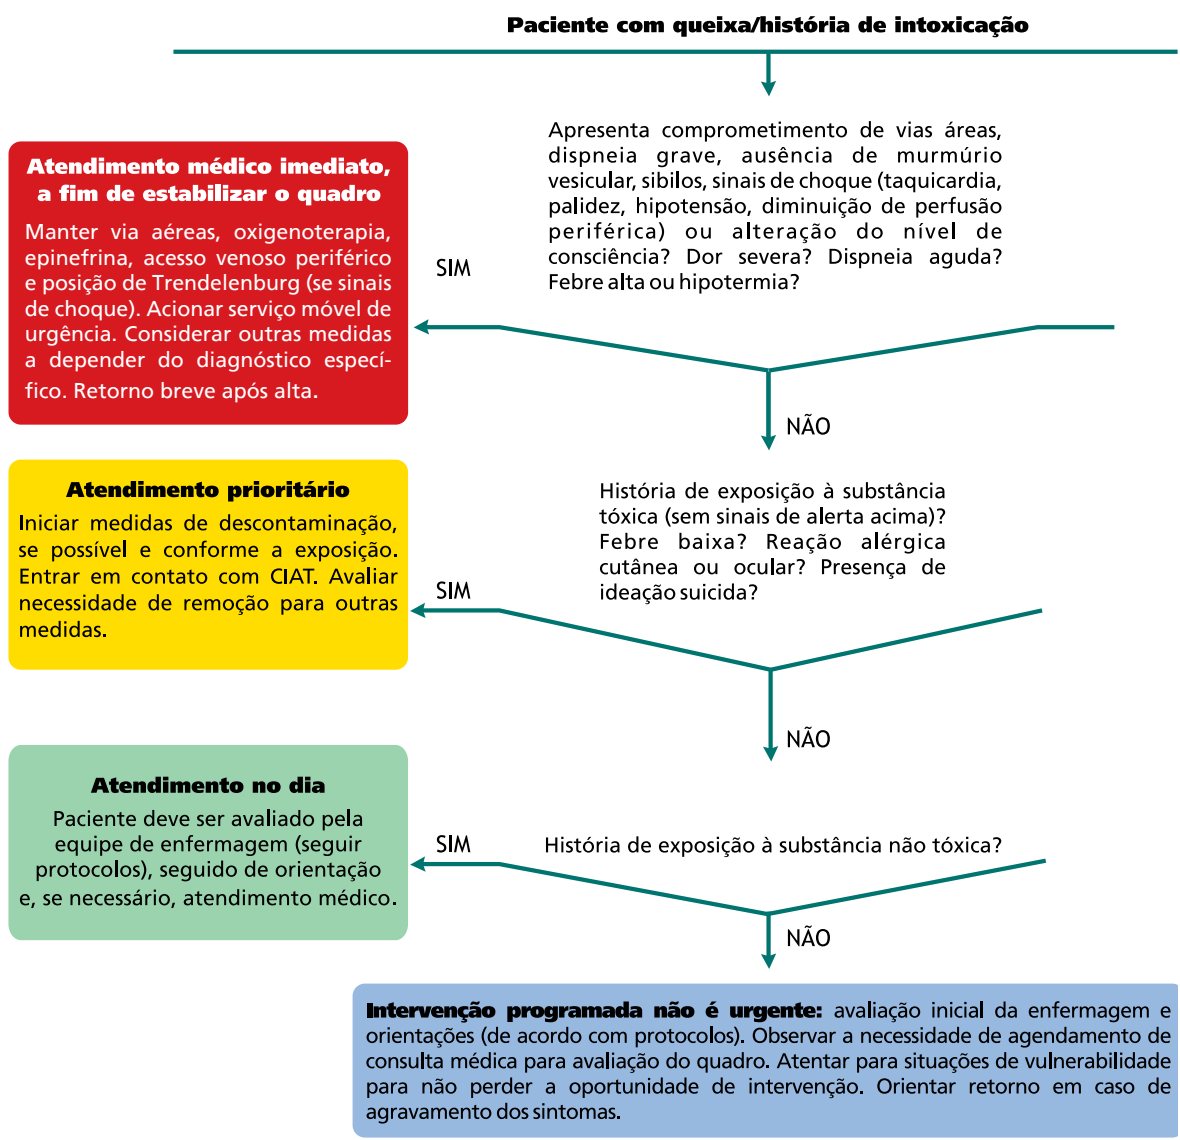 Paciente com queixa/história de intoxicação
Apresenta comprometimento de vias áreas,
dispneia grave, ausência de murmúrio
vesicular, sibilos, sinais de choque (taquicardia,
palidez, hipotensão, diminuição de perfusão
periférica) ou alteração do nível de
consciência? Dor severa? Dispneia aguda?
Febre alta ou hipotermia?
SIM
Atendimento médico imediato,
a fim de estabilizar o quadro
Manter via aéreas, oxigenoterapia,
epinefrina, acesso venoso periférico
e posição de Trendelenburg (se sinais
de choque). Acionar serviço móvel de
urgência. Considerar outras medidas
a depender do diagnóstico especí-
fico. Retorno breve após alta.
NÃO
História de exposição à substância
tóxica (sem sinais de alerta acima)?
Febre baixa? Reação alérgica
cutânea ou ocular? Presença de
ideação suicida?
SIM
Atendimento prioritário
Iniciar medidas de descontaminação,
se possível e conforme a exposição.
Entrar em contato com CIAT. Avaliar
necessidade de remoção para outras
medidas.
NÃO
História de exposição à substância não tóxica?
SIM
Atendimento no dia
Paciente deve ser avaliado pela
equipe de enfermagem (seguir
protocolos), seguido de orientação
e, se necessário, atendimento médico.
NÃO
Intervenção programada não é urgente: avaliação inicial da enfermagem e
orientações (de acordo com protocolos). Observar a necessidade de agendamento de
consulta médica para avaliação do quadro. Atentar para situações de vulnerabilidade
para não perder a oportunidade de intervenção. Orientar retorno em caso de
agravamento dos sintomas.